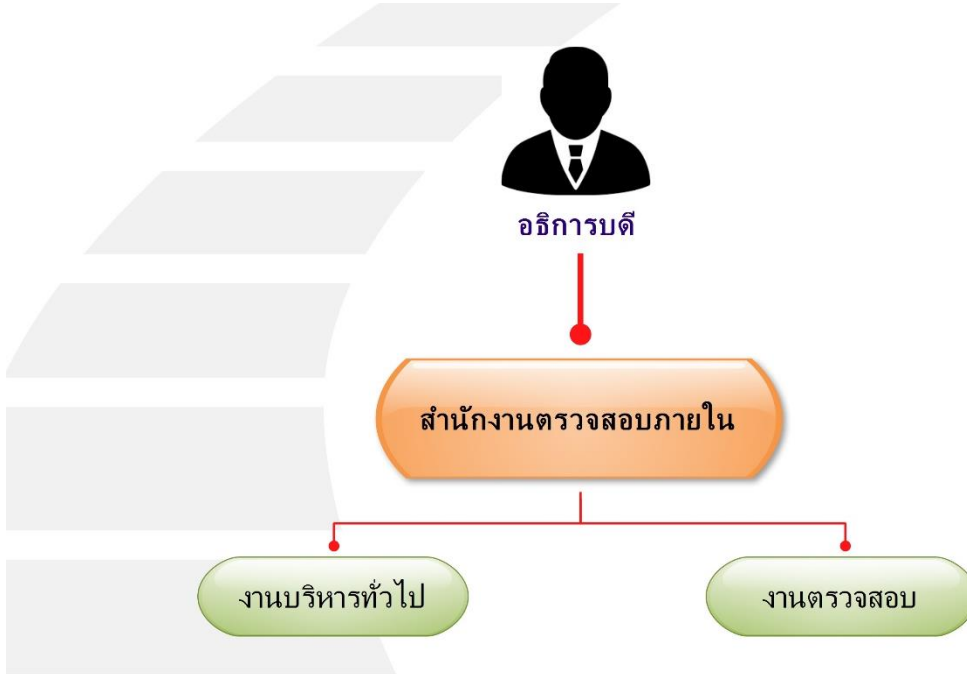 อธิการบดี
สำนักงานตรวจสอบภายใน
งานบริหารทั่วไป
งานตรวจสอบ